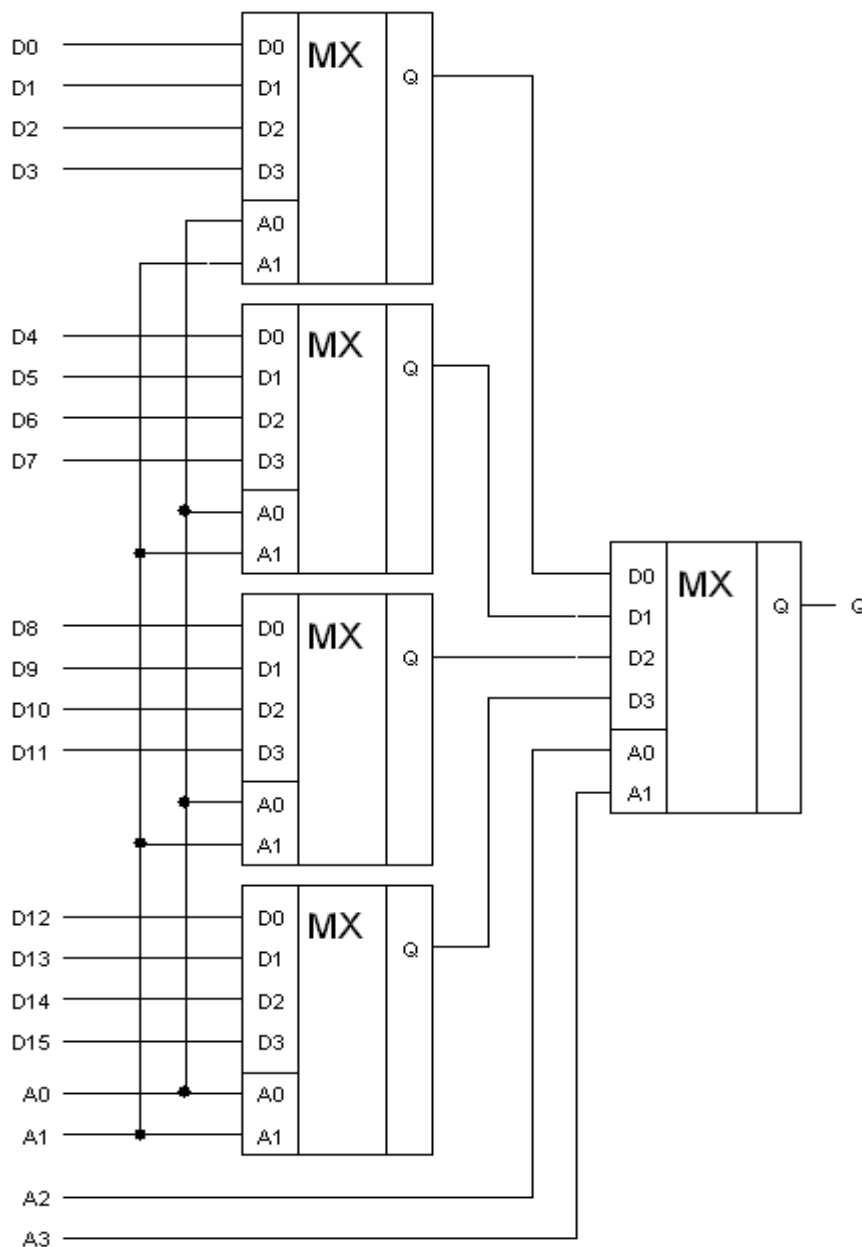 D0 D0 MX
Q
D1 D1
D2 D2
D3 D3
A0
A1
D4 D0 MX
Q
D5 D1
D6 D2
D7 D3
A0
A1
D8 D0 MX
Q
D9 D1
D10 D2
D11 D3
A0
A1
D12 D0 MX
Q
D13 D1
D14 D2
D15 D3
A0 A0
A1 A1
A2
A3
D0 MX
Q Q
D1
D2
D3
A0
A1